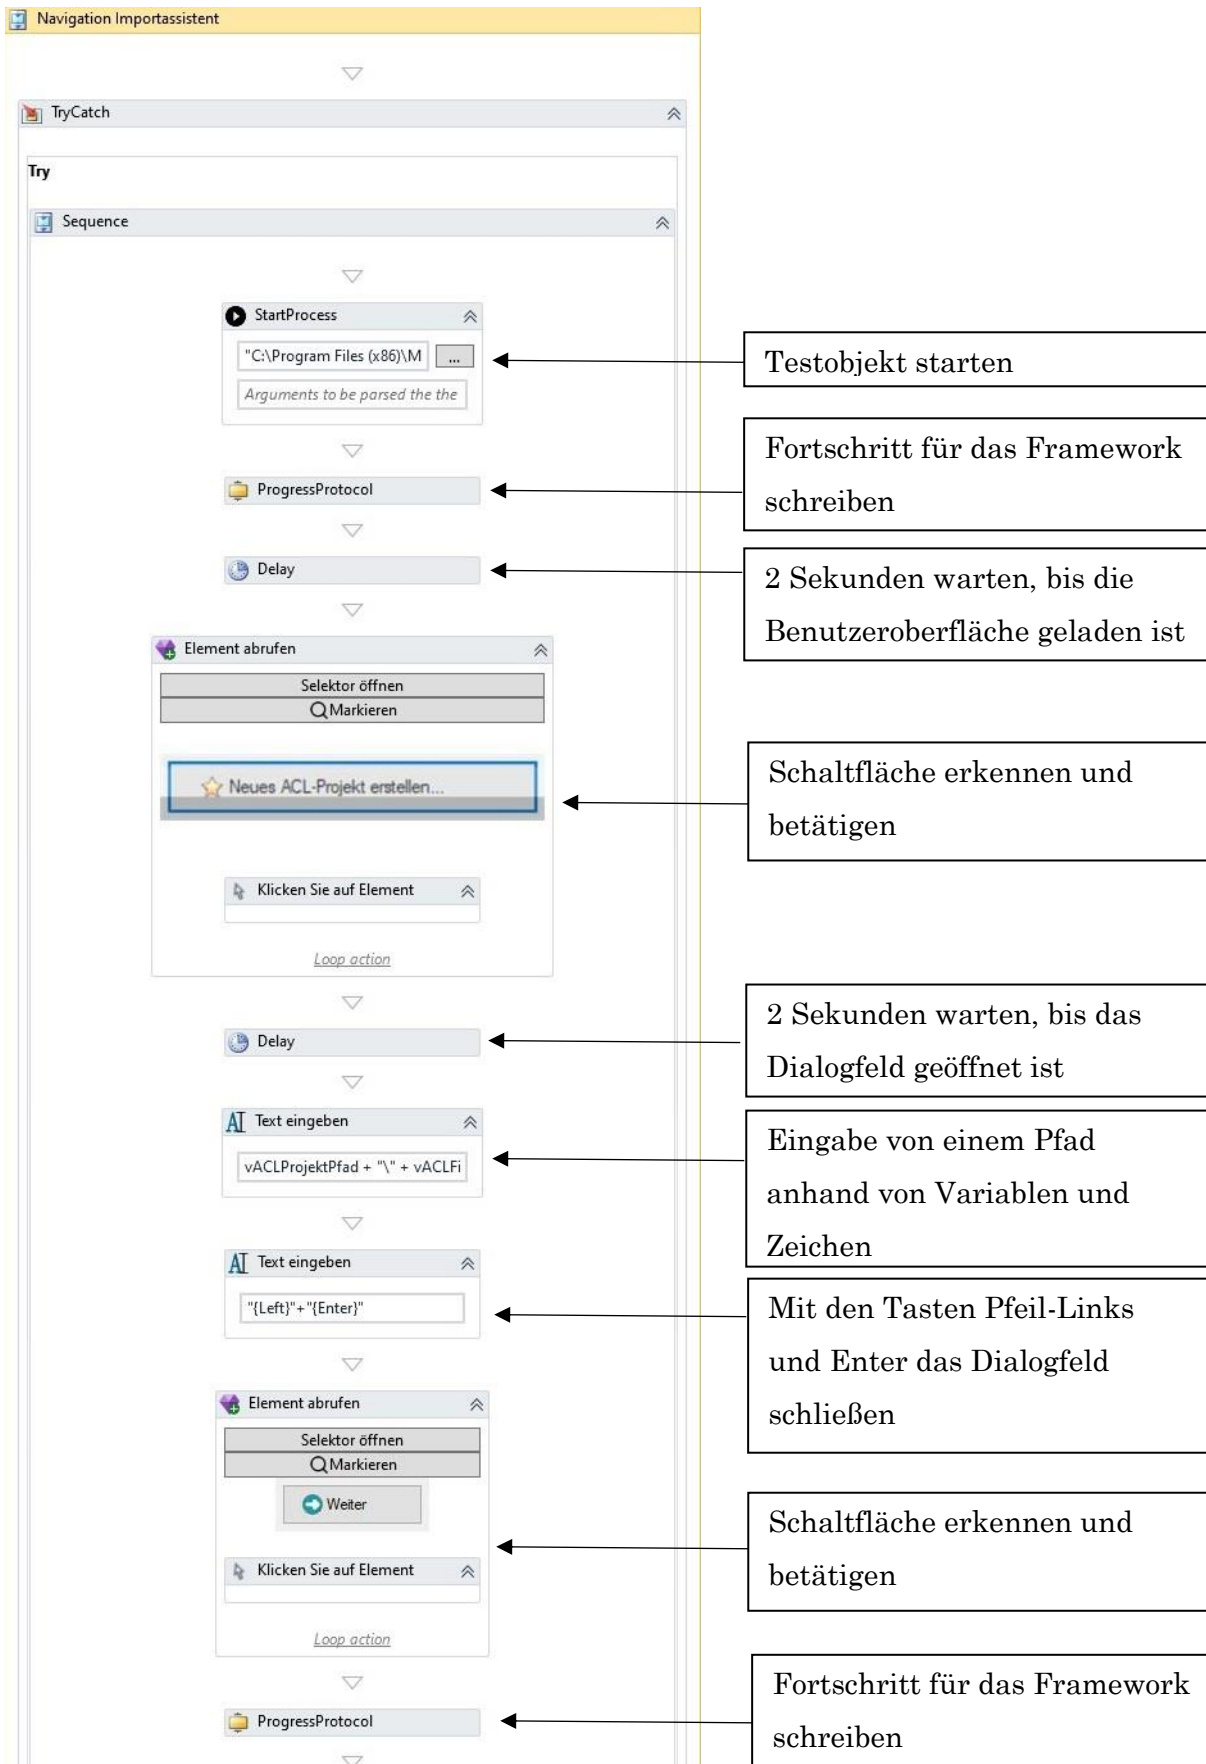 Navigation Importassistent
TryCatch
Try
Sequence
StartProcess
"C:\Program Files (x86)\M
...
Arguments to be parsed the the
Testobjekt starten
ProgressProtocol
Fortschritt für das Framework
schreiben
Delay
2 Sekunden warten, bis die
Benutzeroberfläche geladen ist
Element abrufen
Selektor öffnen
Markieren
Neues ACL-Projekt erstellen...
Klicken Sie auf Element
Loop action
Schaltfläche erkennen und
betätigen
Delay
2 Sekunden warten, bis das
Dialogfeld geöffnet ist
Text eingeben
vACLProjektPfad + "\" + vACLFi
Eingabe von einem Pfad
anhand von Variablen und
Zeichen
Text eingeben
"{Left}"+"{Enter}"
Mit den Tasten Pfeil-Links
und Enter das Dialogfeld
schließen
Element abrufen
Selektor öffnen
Markieren
Weiter
Klicken Sie auf Element
Loop action
Schaltfläche erkennen und
betätigen
ProgressProtocol
Fortschritt für das Framework
schreiben